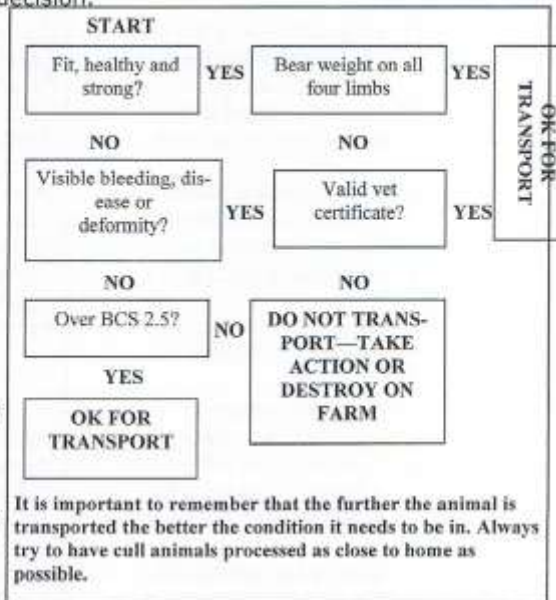 decision.
START
Fit, healthy and
strong?
YES
Bear weight on all
four limbs
YES
OK FOR
TRANSPORT
NO
NO
Visible bleeding, dis-
ease or
deformity?
YES
Valid vet
certificate?
YES
NO
NO
Over BCS 2.5?
NO
DO NOT TRANS-
PORT—TAKE
ACTION OR
DESTROY ON
FARM
YES
OK FOR
TRANSPORT
It is important to remember that the further the animal is
transported the better the condition it needs to be in. Always
try to have cull animals processed as close to home as
possible.